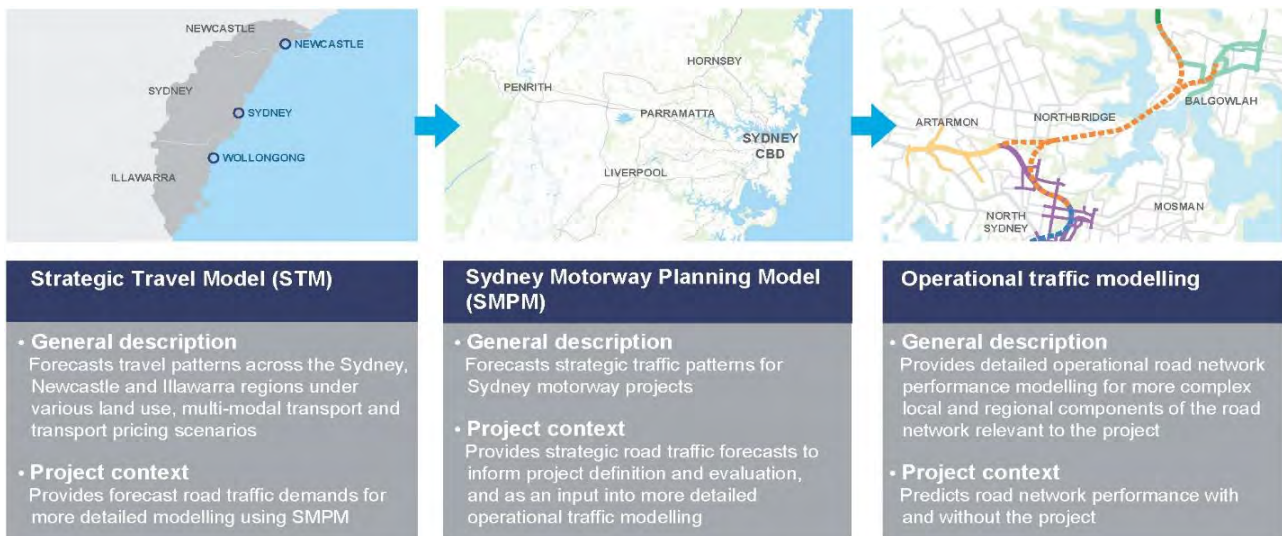 NEWCASTLE
NEWCASTLE
SYDNEY
SYDNEY
WOLLONGONG
ILLAWARRA
HORNSBY
PENRITH
PARRAMATTA
SYDNEY
CBD
LIVERPOOL
BALGOWLAH
ARTARMON
NORTHBRIDGE
MOSMAN
NORTH
SYDNEY
Strategic Travel Model (STM)
• General description
Forecasts travel patterns across the Sydney,
Newcastle and Illawarra regions under
various land use, multi-modal transport and
transport pricing scenarios
• Project context
Provides forecast road traffic demands for
more detailed modelling using SMPM
Sydney Motorway Planning Model
(SMPM)
• General description
Forecasts strategic traffic patterns for
Sydney motorway projects
• Project context
Provides strategic road traffic forecasts to
inform project definition and evaluation,
and as an input into more detailed
operational traffic modelling
Operational traffic modelling
• General description
Provides detailed operational road network
performance modelling for more complex
local and regional components of the road
network relevant to the project
• Project context
Predicts road network performance with
and without the project